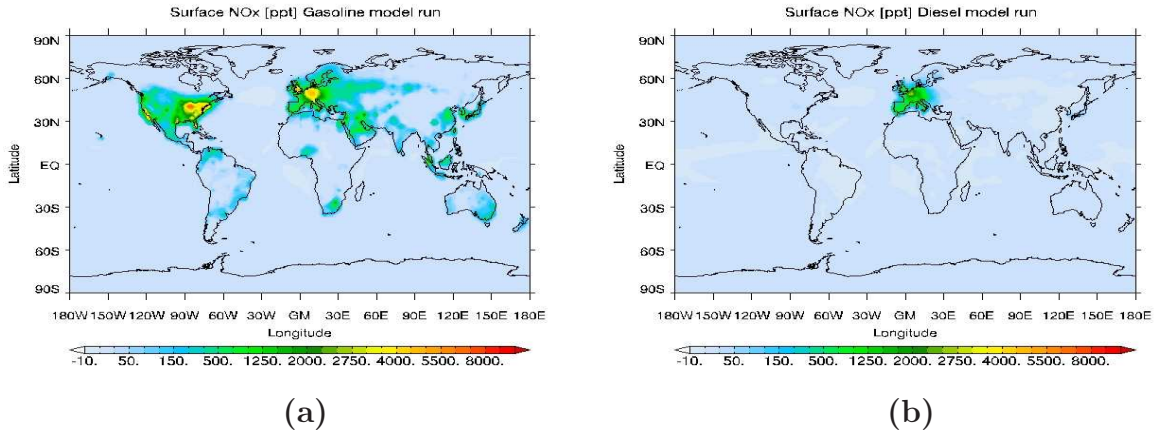 Surface NOx [ppt] Gasoline model run
90N
60N
30N
EQ
30S
60S
90S
Latitude
180W 150W 120W 90W 60W 30W GM 30E 60E 90E 120E 150E 180E
Longitude
-10. 50. 150. 500. 1250. 2000. 2750. 4000. 5500. 8000.
(a)
Surface NOx [ppt] Diesel model run
90N
60N
30N
EQ
30S
60S
90S
Latitude
180W 150W 120W 90W 60W 30W GM 30E 60E 90E 120E 150E 180E
Longitude
-10. 50. 150. 500. 1250. 2000. 2750. 4000. 5500. 8000.
(b)